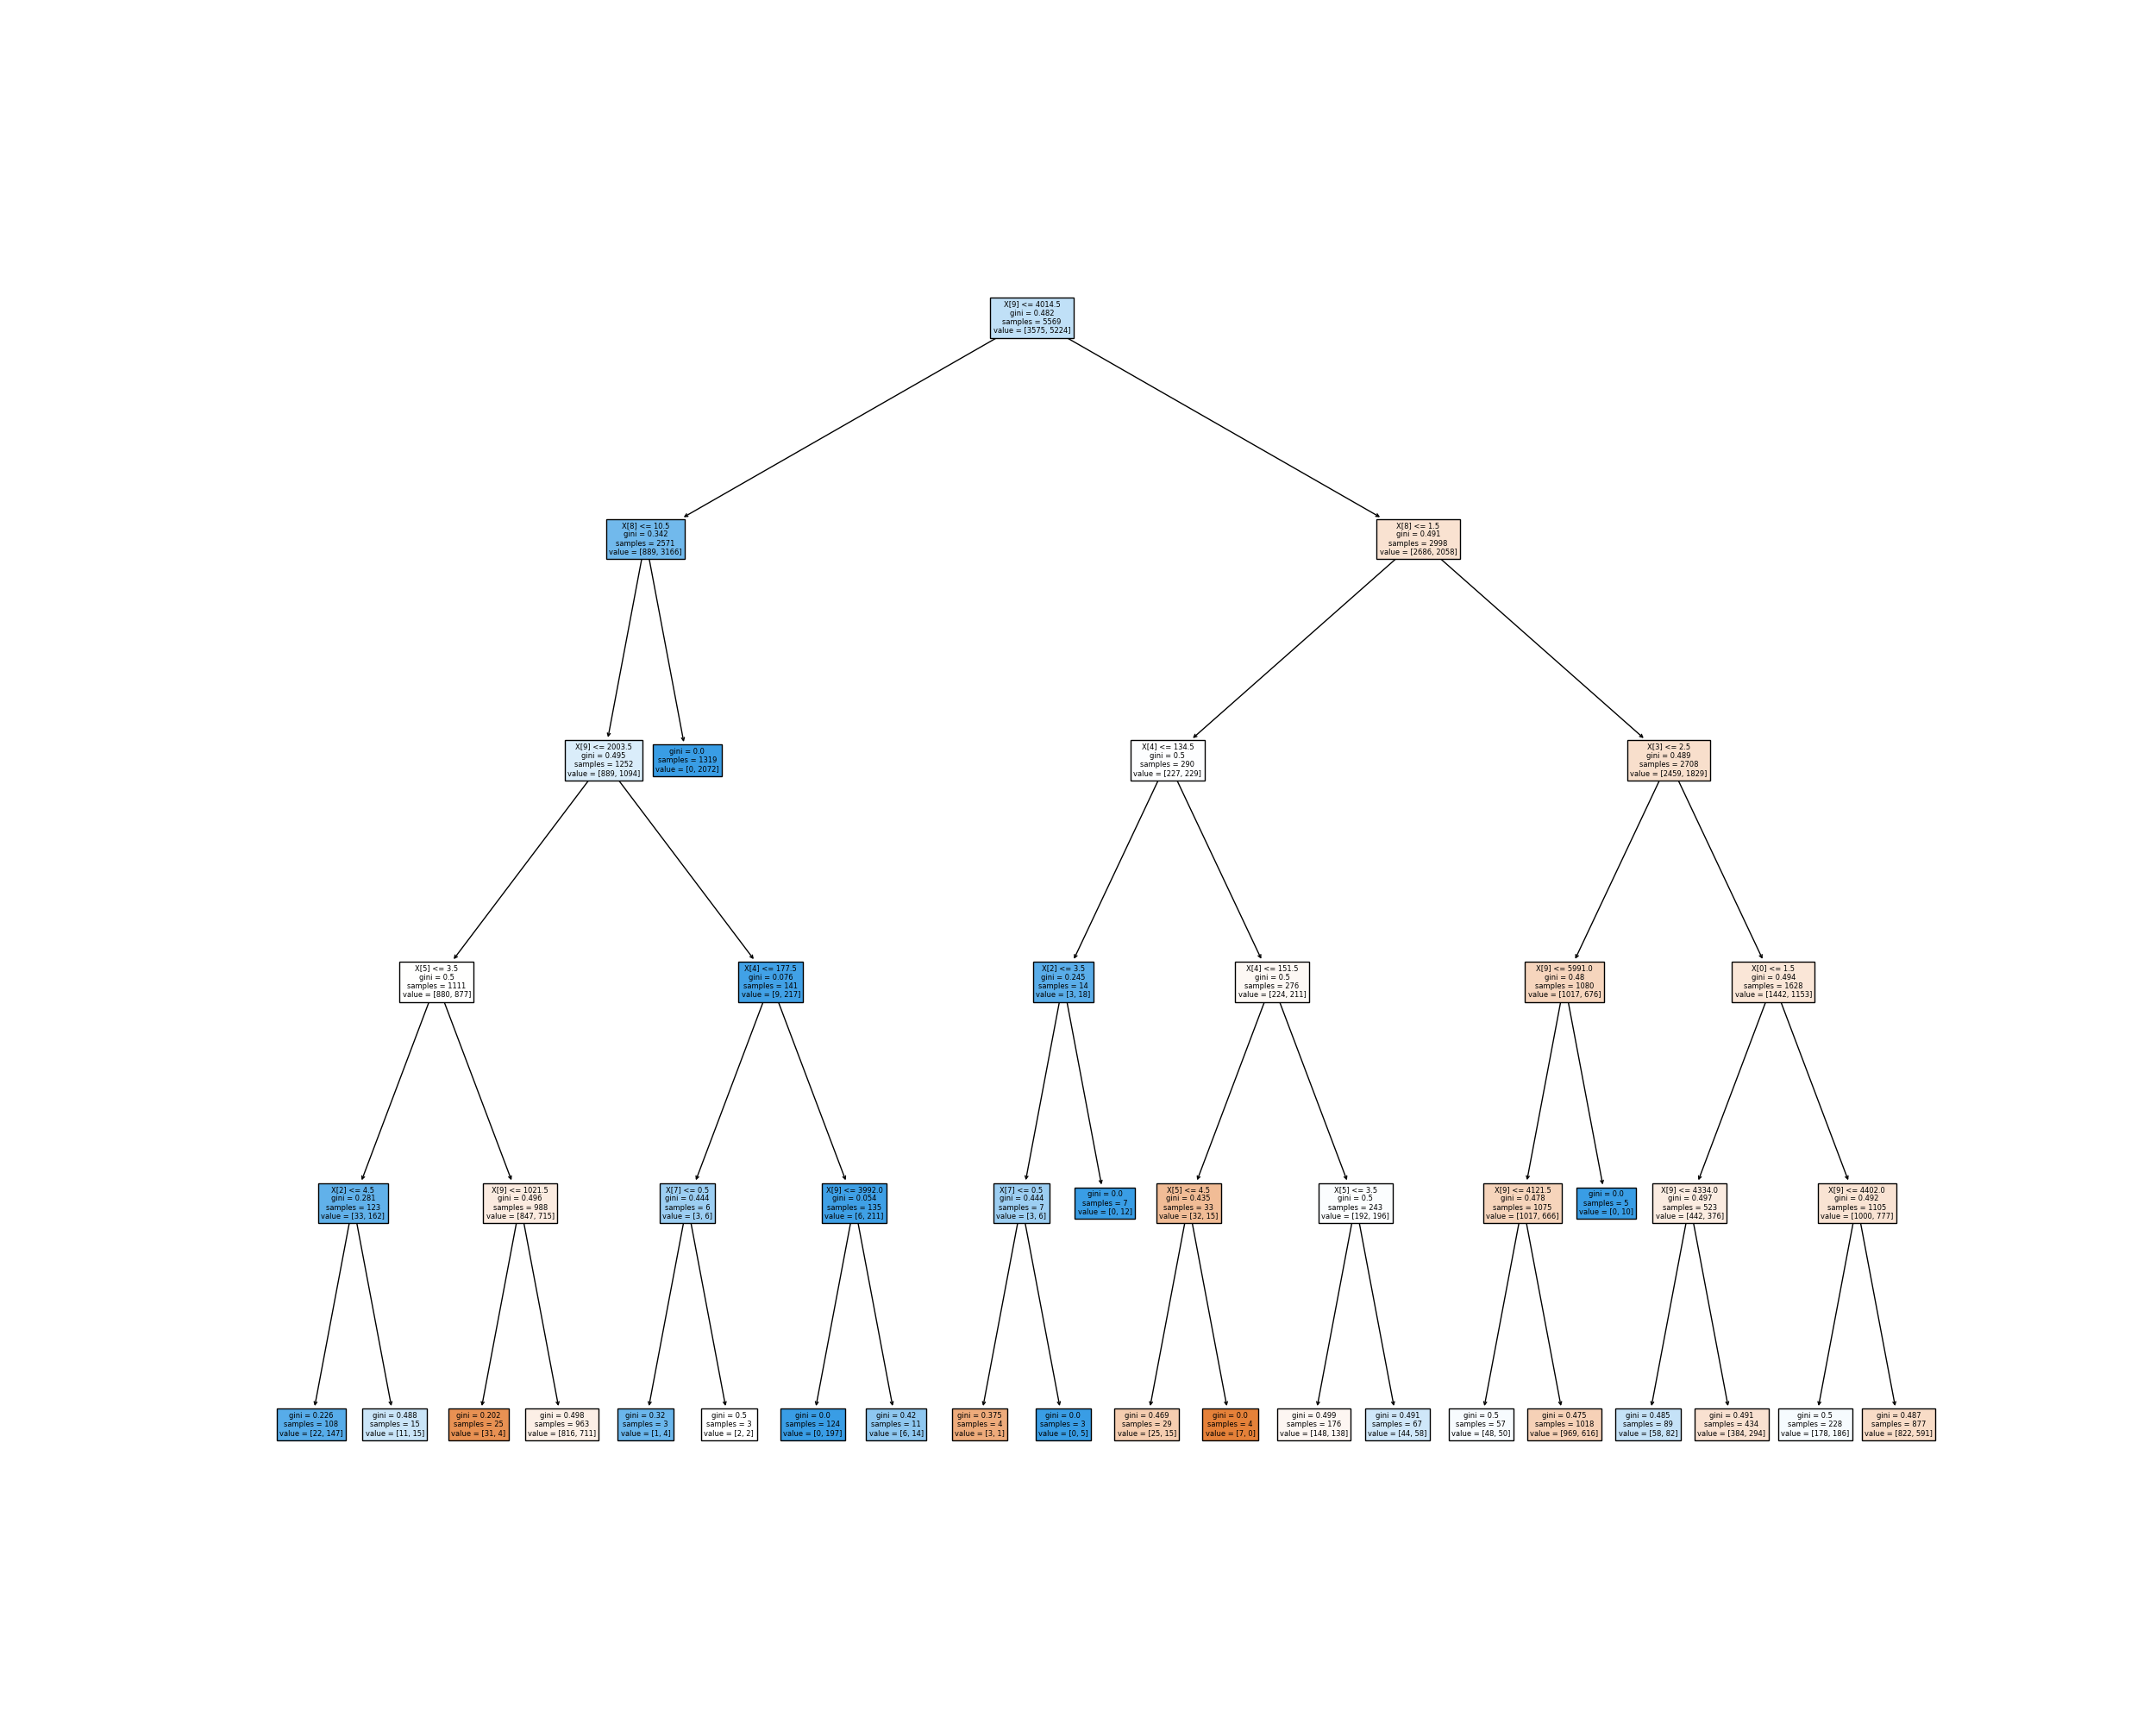 X[9] <= 4014.5
gini = 0.482
samples = 5569
value = [3575, 5224]
X[8] <= 10.5
gini = 0.342
samples = 2571
value = [889, 3166]
X[8] <= 1.5
gini = 0.491
samples = 2998
value = [2686, 2058]
X[9] <= 2003.5
gini = 0.495
samples = 1252
value = [889, 1094]
gini = 0.0
samples = 1319
value = [0, 2072]
X[4] <= 134.5
gini = 0.5
samples = 290
value = [227, 229]
X[3] <= 2.5
gini = 0.489
samples = 2708
value = [2459, 1829]
X[5] <= 3.5
gini = 0.5
samples = 1111
value = [880, 877]
X[4] <= 177.5
gini = 0.076
samples = 141
value = [9, 217]
X[2] <= 3.5
gini = 0.245
samples = 14
value = [3, 18]
X[4] <= 151.5
gini = 0.5
samples = 276
value = [224, 211]
X[9] <= 5991.0
gini = 0.48
samples = 1080
value = [1017, 676]
X[0] <= 1.5
gini = 0.494
samples = 1628
value = [1442, 1153]
X[2] <= 4.5
gini = 0.281
samples = 123
value = [33, 162]
X[9] <= 1021.5
gini = 0.496
samples = 988
value = [847, 715]
X[7] <= 0.5
gini = 0.444
samples = 6
value = [3, 6]
X[9] <= 3992.0
gini = 0.054
samples = 135
value = [6, 211]
X[7] <= 0.5
gini = 0.444
samples = 7
value = [3, 6]
gini = 0.0
samples = 7
value = [0, 12]
X[5] <= 4.5
gini = 0.435
samples = 33
value = [32, 15]
X[5] <= 3.5
gini = 0.5
samples = 243
value = [192, 196]
X[9] <= 4121.5
gini = 0.478
samples = 1075
value = [1017, 666]
gini = 0.0
samples = 5
value = [0, 10]
X[9] <= 4334.0
gini = 0.497
samples = 523
value = [442, 376]
X[9] <= 4402.0
gini = 0.492
samples = 1105
value = [1000, 777]
gini = 0.226
samples = 108
value = [22, 147]
gini = 0.488
samples = 15
value = [11, 15]
gini = 0.202
samples = 25
value = [31, 4]
gini = 0.498
samples = 963
value = [816, 711]
gini = 0.32
samples = 3
value = [1, 4]
gini = 0.5
samples = 3
value = [2, 2]
gini = 0.0
samples = 124
value = [0, 197]
gini = 0.42
samples = 11
value = [6, 14]
gini = 0.375
samples = 4
value = [3, 1]
gini = 0.0
samples = 3
value = [0, 5]
gini = 0.469
samples = 29
value = [25, 15]
gini = 0.0
samples = 4
value = [7, 0]
gini = 0.499
samples = 176
value = [148, 138]
gini = 0.491
samples = 67
value = [44, 58]
gini = 0.5
samples = 57
value = [48, 50]
gini = 0.475
samples = 1018
value = [969, 616]
gini = 0.485
samples = 89
value = [58, 82]
gini = 0.491
samples = 434
value = [384, 294]
gini = 0.5
samples = 228
value = [178, 186]
gini = 0.487
samples = 877
value = [822, 591]